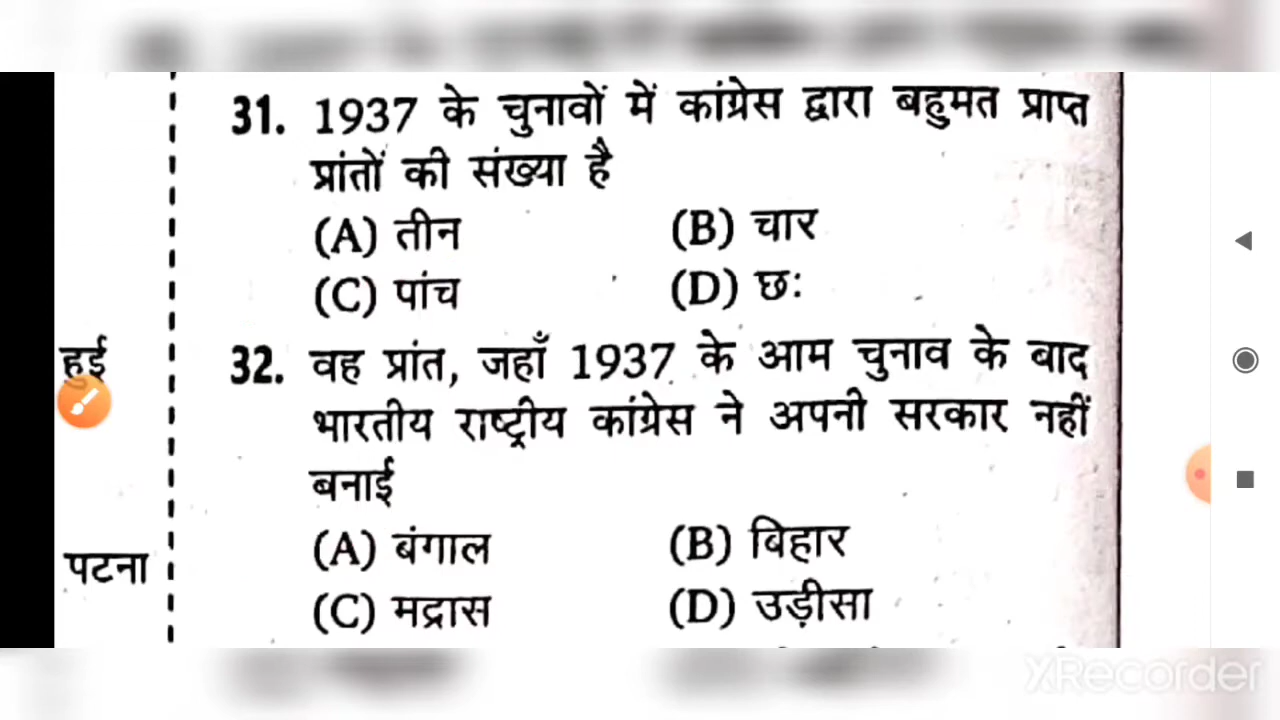 31. 1937 के चुनावों में कांग्रेस द्वारा बहुमत प्राप्त
प्रांतों की संख्या है
(A) तीन (B) चार
(C) पांच (D) छः
हुई
32. वह प्रांत, जहाँ 1937 के आम चुनाव के बाद
भारतीय राष्ट्रीय कांग्रेस ने अपनी सरकार नहीं
बनाई
(A) बंगाल (B) बिहार
पटना
(C) मद्रास (D) उड़ीसा
XRecorder